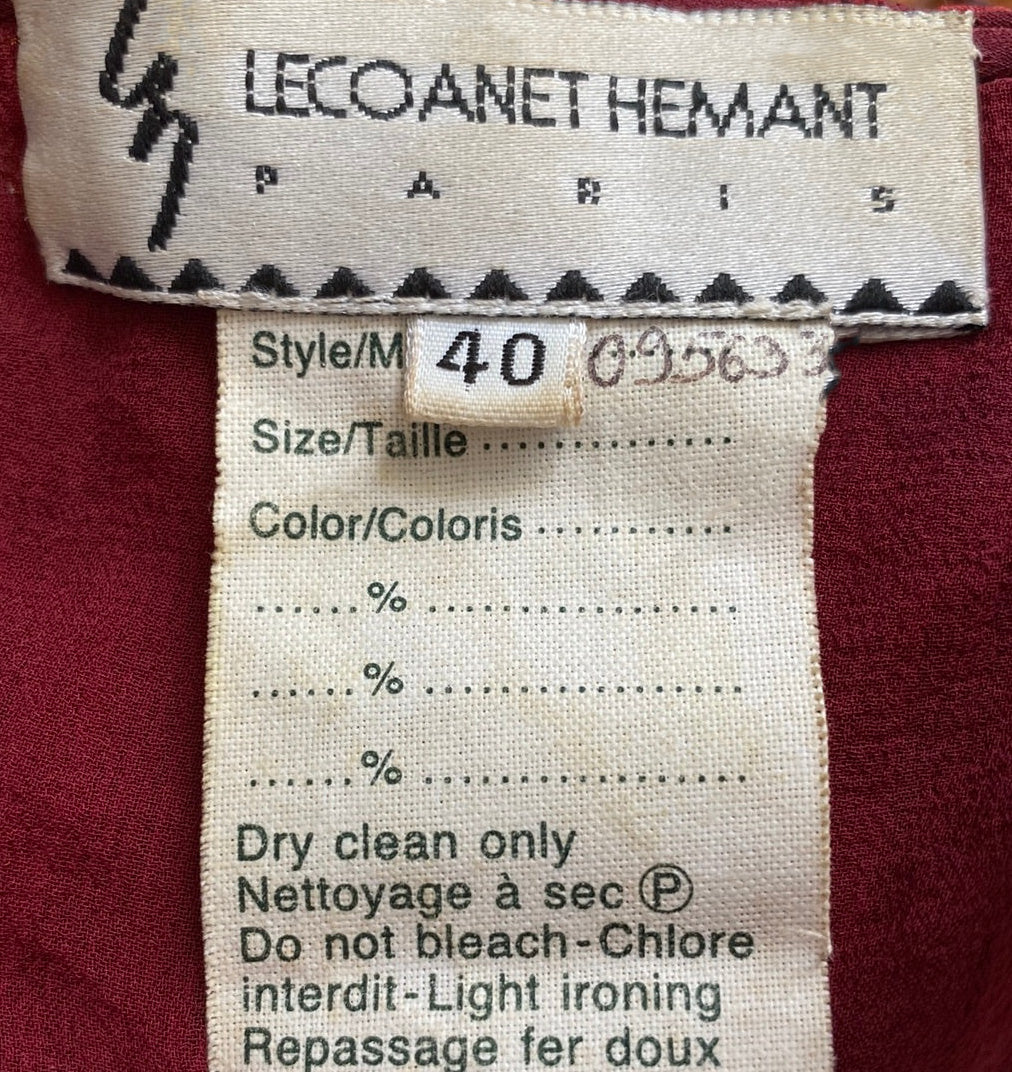 LECOANET HEMANT
PARIS
Style/M
40
Size/Taille ..............
Color/Coloris ............
......% ...................
......% ...................
......% ...................
Dry clean only
Nettoyage à sec Ⓟ
Do not bleach-Chlore
interdit-Light ironing
Repassage fer doux